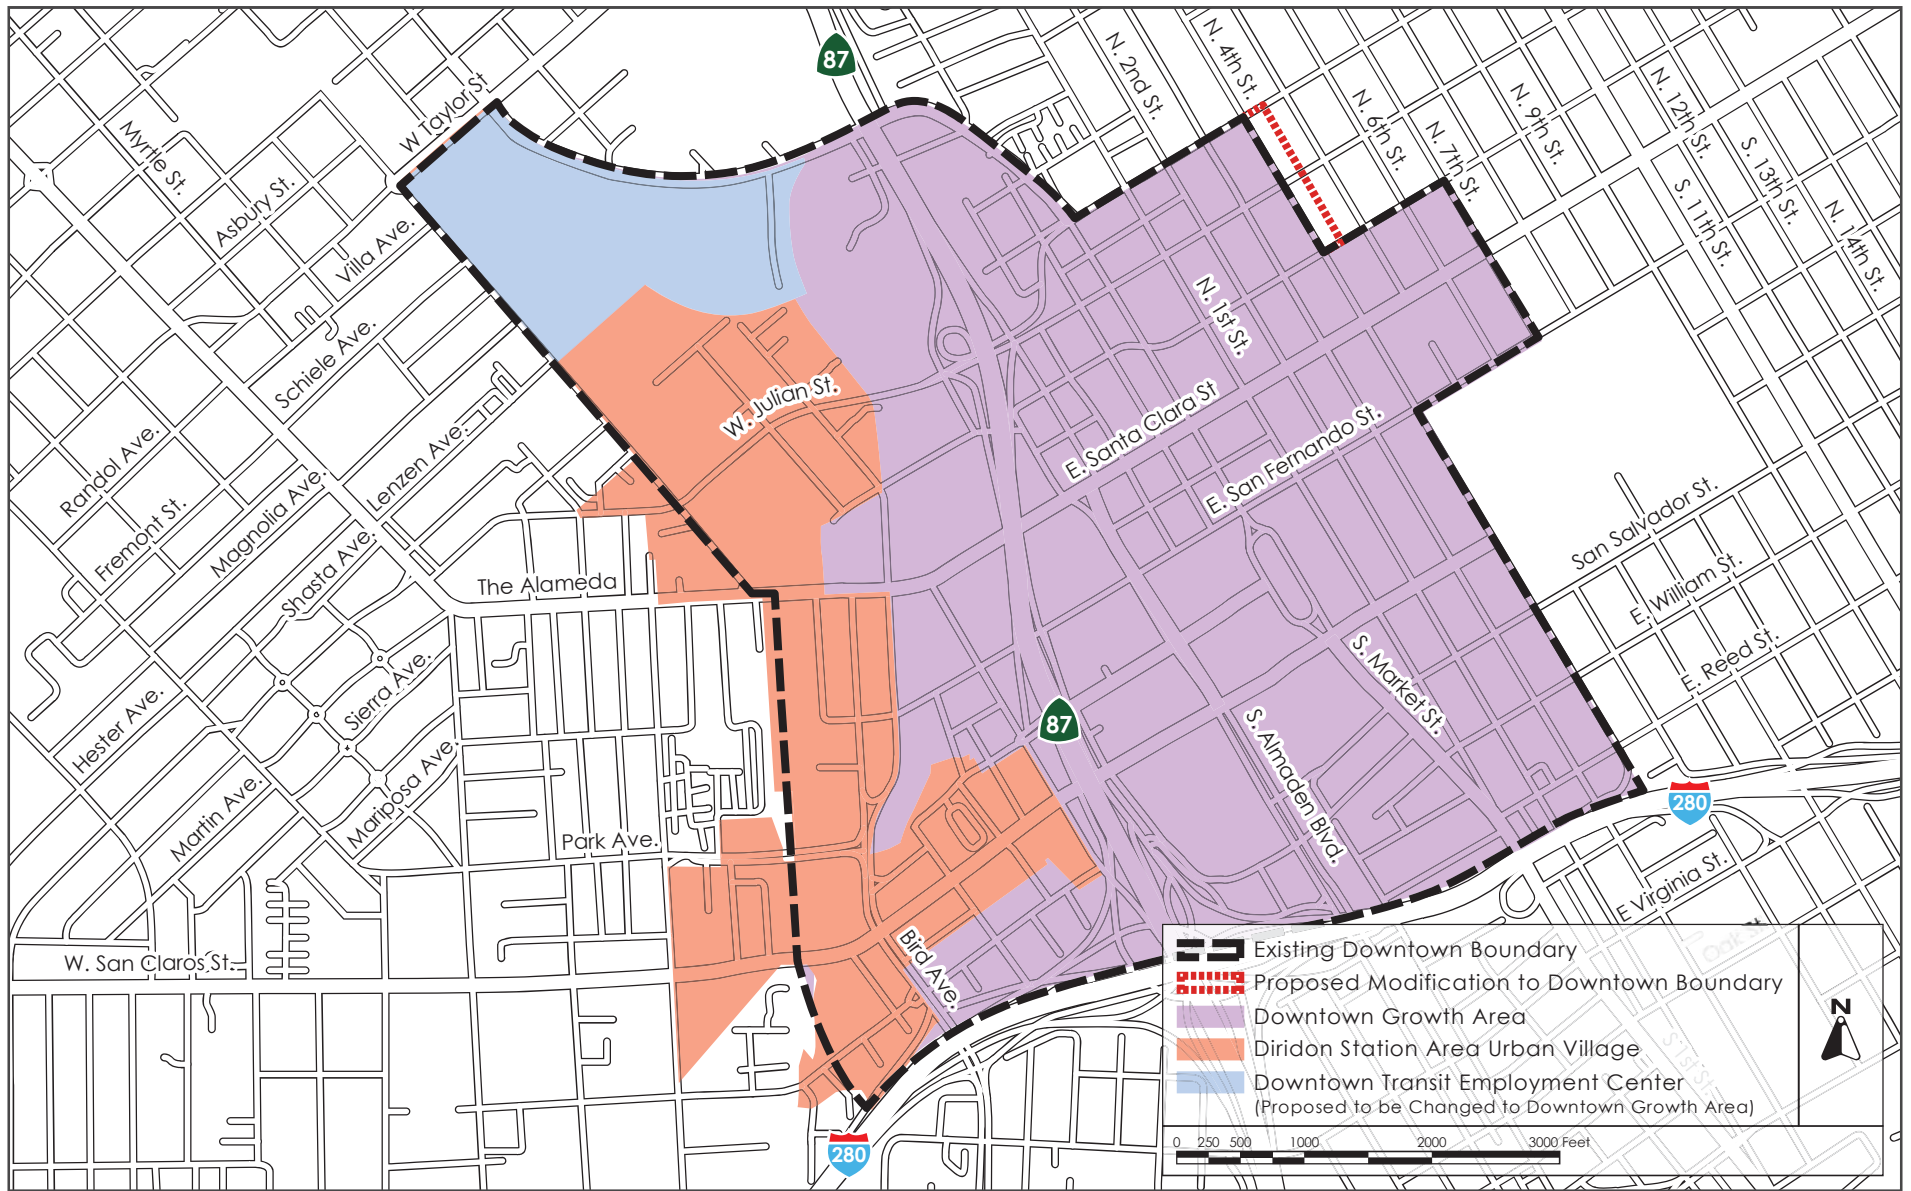 87
N. 2nd St.
N. 4th St.
N. 6th St.
N. 7th St.
N. 9th St.
N. 12th St.
S. 13th St.
S. 11th St.
N. 14th St.
W Taylor St
Myrtle St.
Asbury St.
Villa Ave.
Schiele Ave.
N. 1st St.
W. Julian St.
E. Santa Clara St
E. San Fernando St.
Randol Ave.
Fremont St.
Magnolia Ave.
Lenzen Ave.
Shasta Ave.
The Alameda
San Salvador St.
E. William St.
E. Reed St.
Sierra Ave.
Hester Ave.
Martin Ave.
Mariposa Ave.
Park Ave.
87
S. Market St.
S. Almaden Blvd.
280
E Virginia St.
Bird Ave.
W. San Claros St.
Oak St
S 1st St
280
Existing Downtown Boundary
Proposed Modification to Downtown Boundary
Downtown Growth Area
Diridon Station Area Urban Village
Downtown Transit Employment Center
(Proposed to be Changed to Downtown Growth Area)
N
0 250 500 1000 2000 3000 Feet